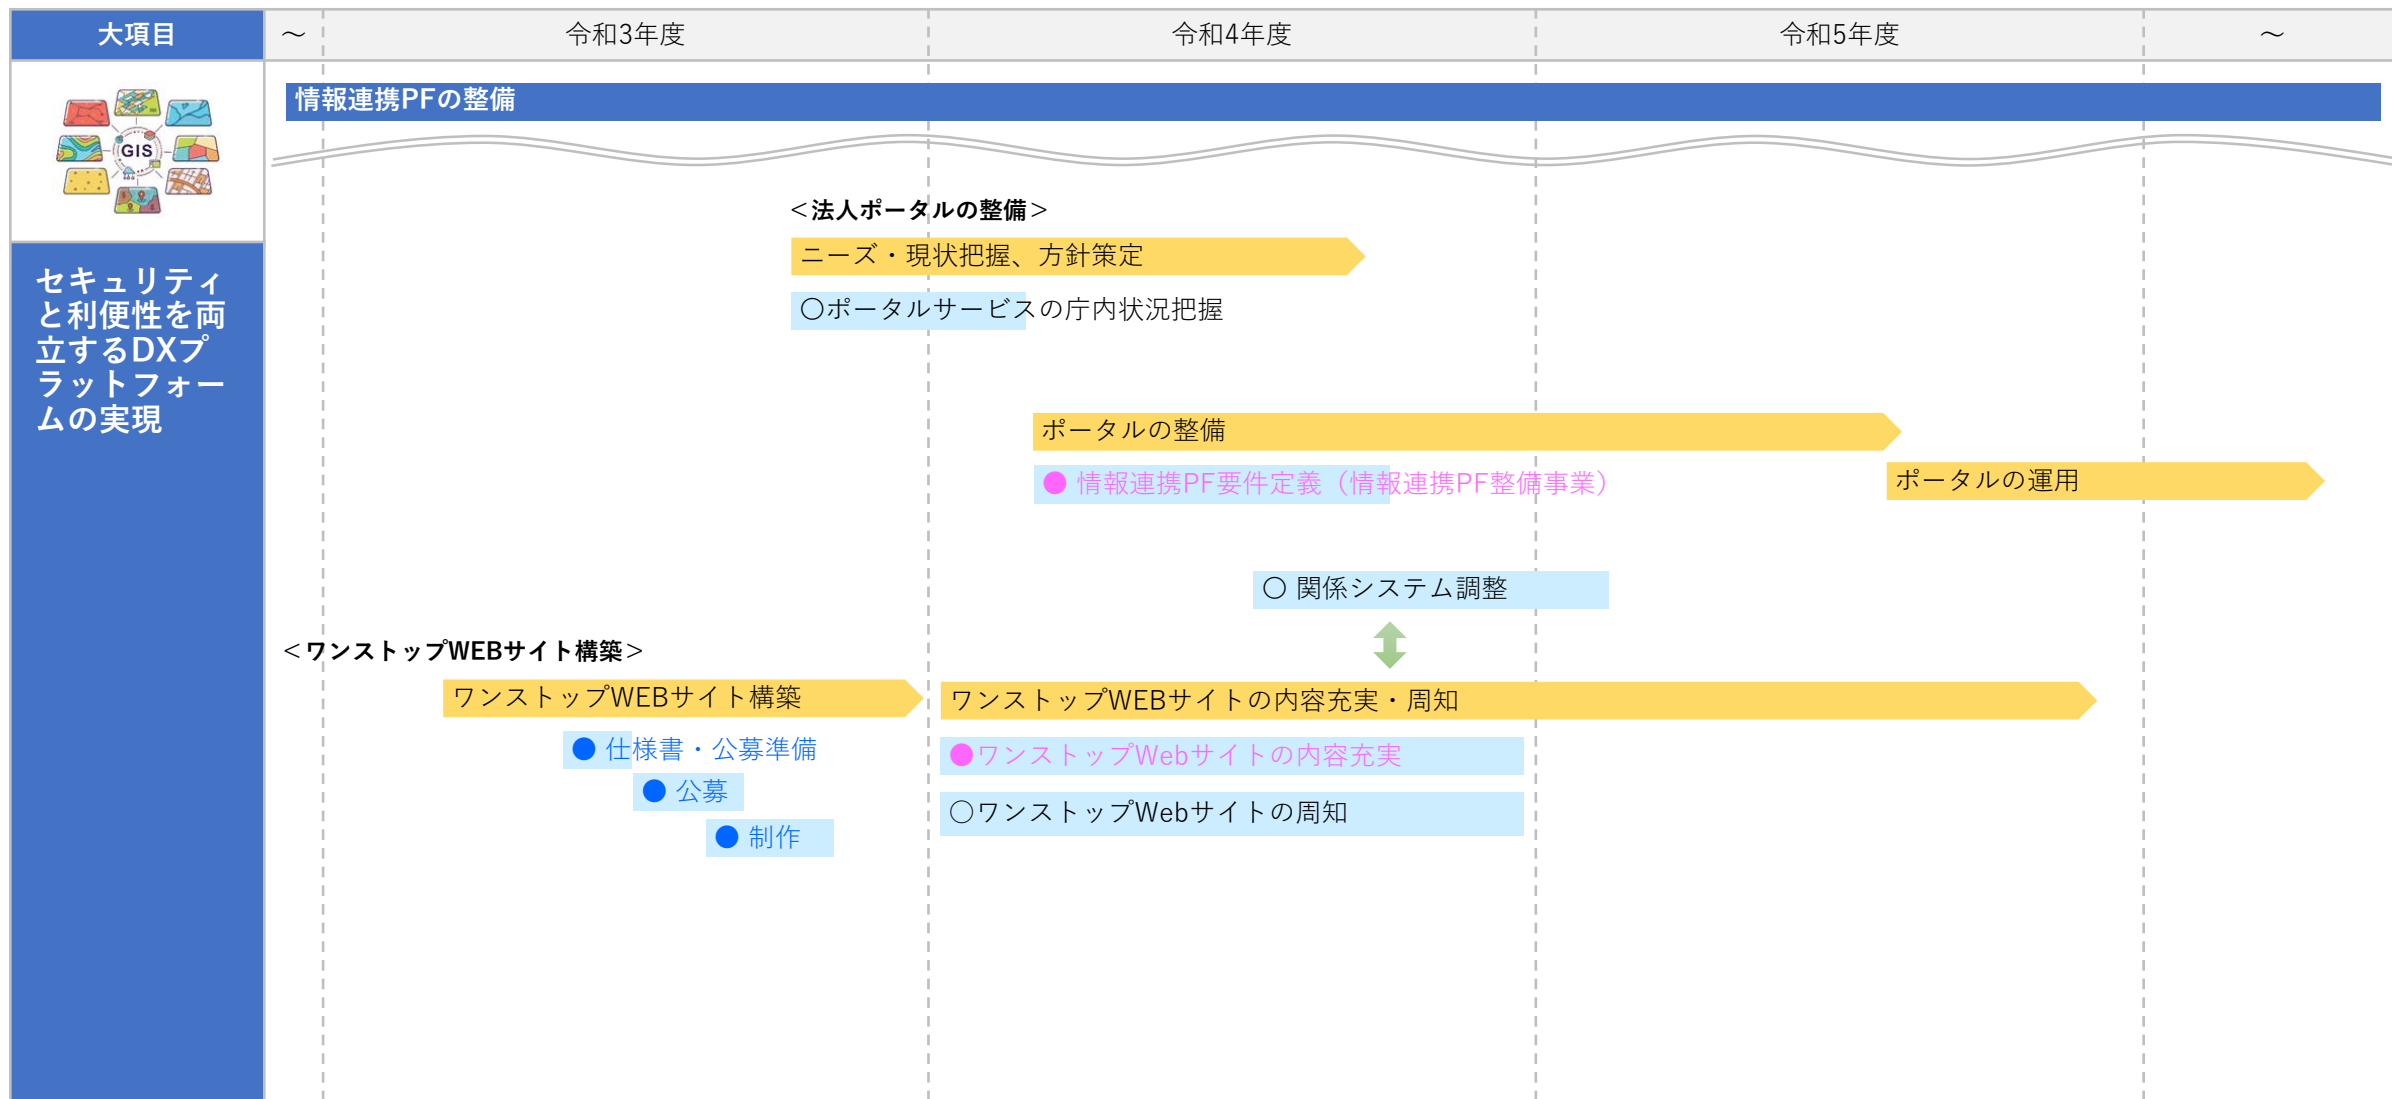 大項目
～
令和3年度
令和4年度
令和5年度
～
GIS
情報連携PFの整備
セキュリティ
と利便性を両
立するDXプ
ラットフォー
ムの実現
＜法人ポータルの整備＞
ニーズ・現状把握、方針策定
〇ポータルサービスの庁内状況把握
ポータルの整備
● 情報連携PF要件定義（情報連携PF整備事業）
ポータルの運用
〇 関係システム調整
＜ワンストップWEBサイト構築＞
ワンストップWEBサイト構築
ワンストップWEBサイトの内容充実・周知
● 仕様書・公募準備
●ワンストップWebサイトの内容充実
● 公募
〇ワンストップWebサイトの周知
● 制作